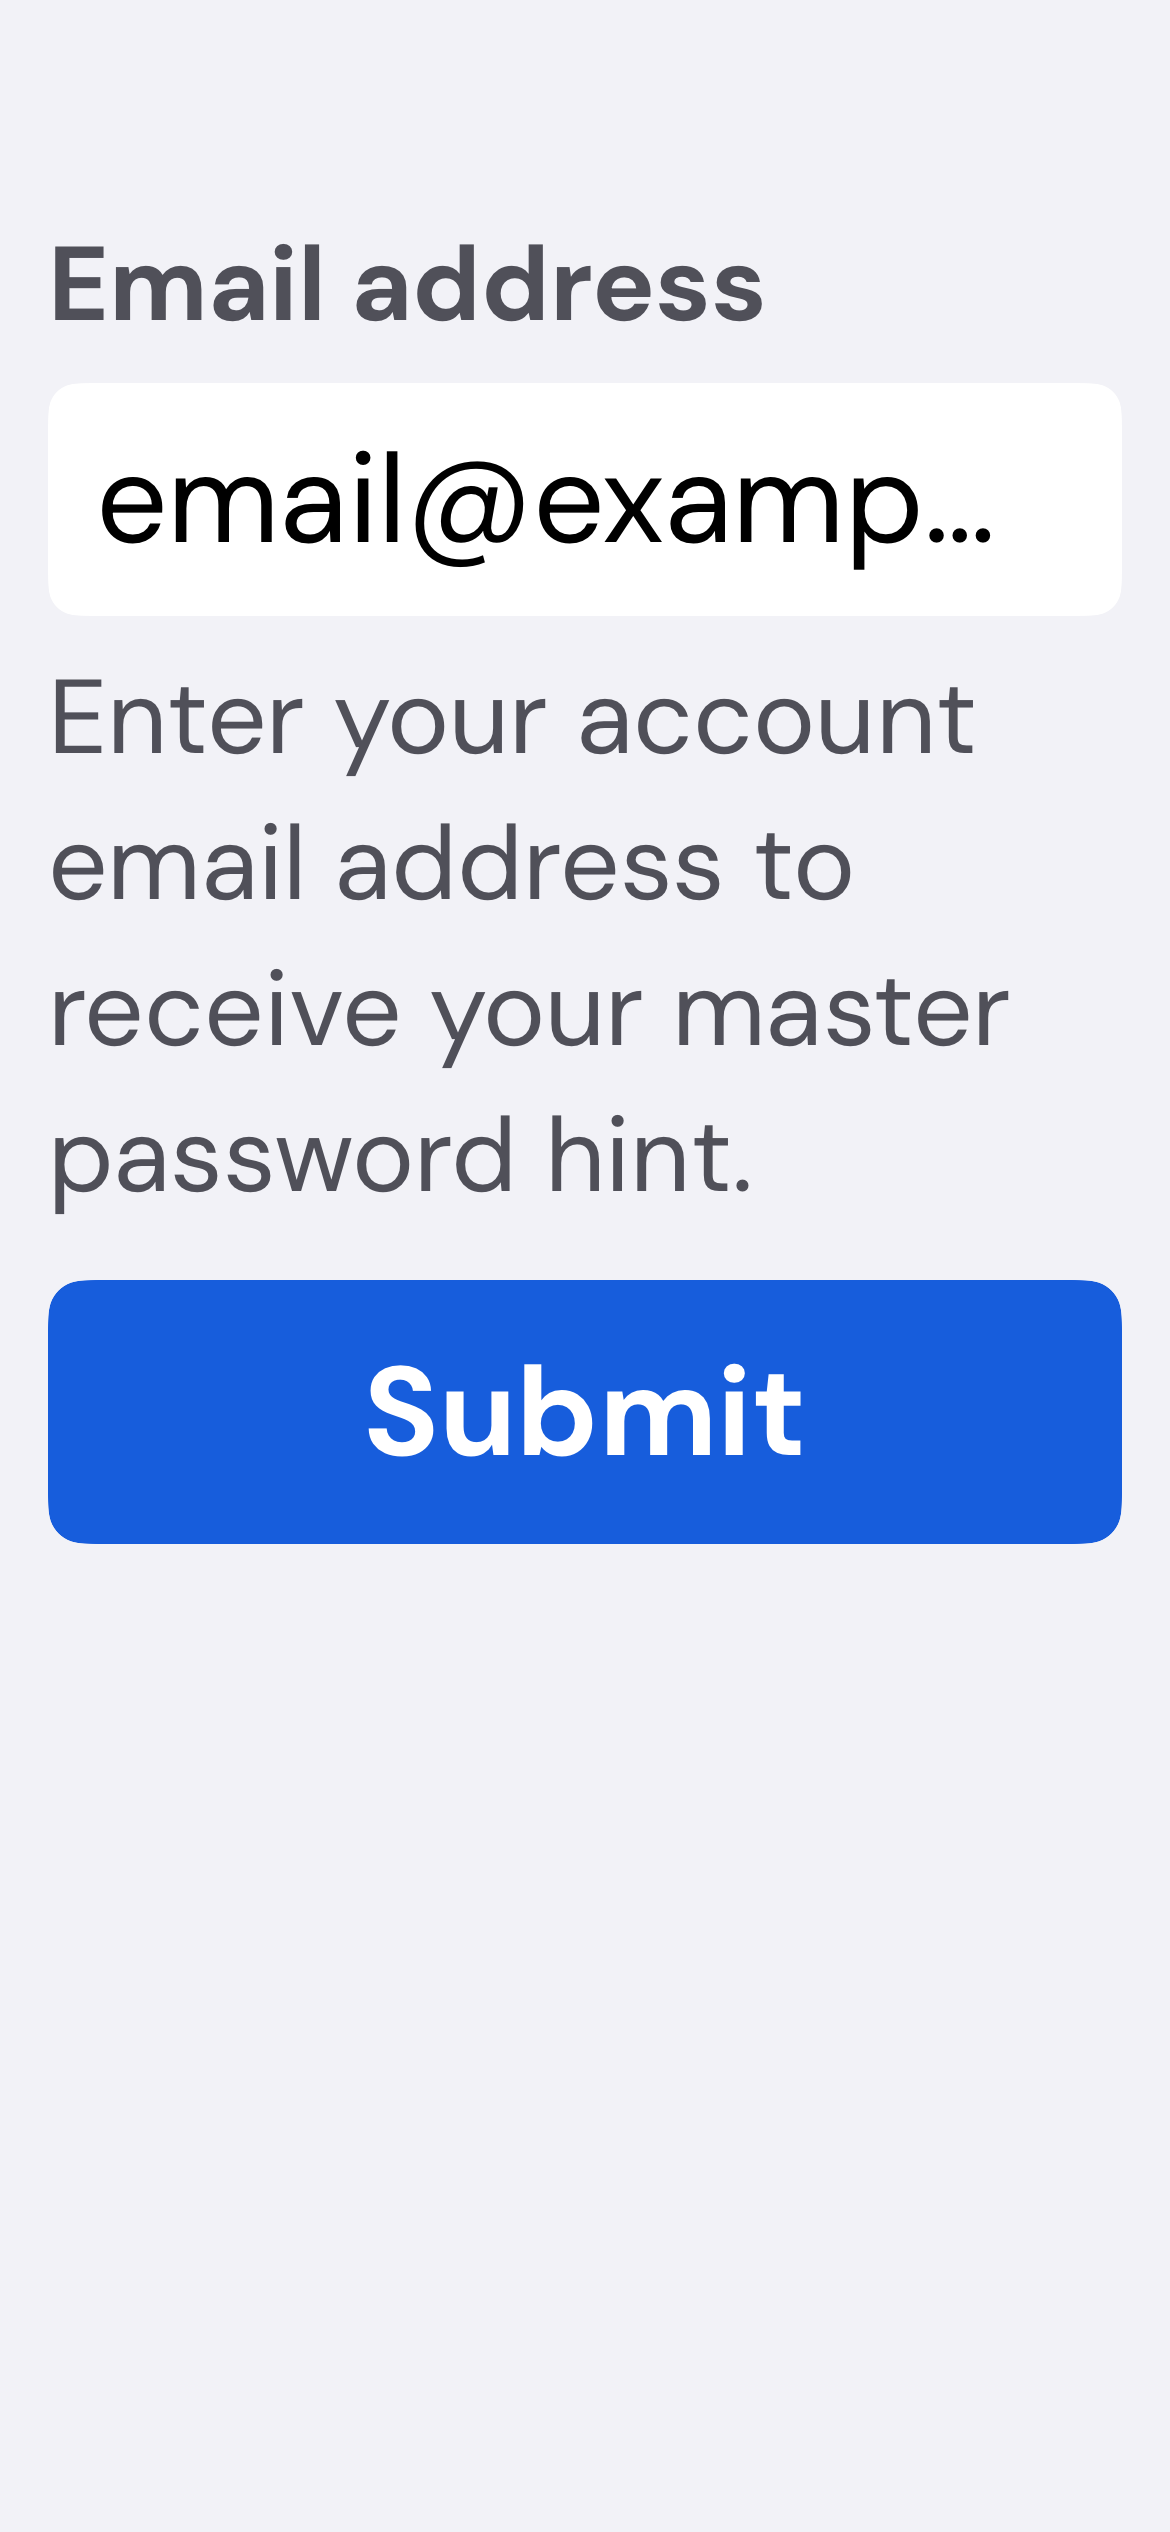 Email address
email@examp...
Enter your account
email address to
receive your master
password hint.
Submit